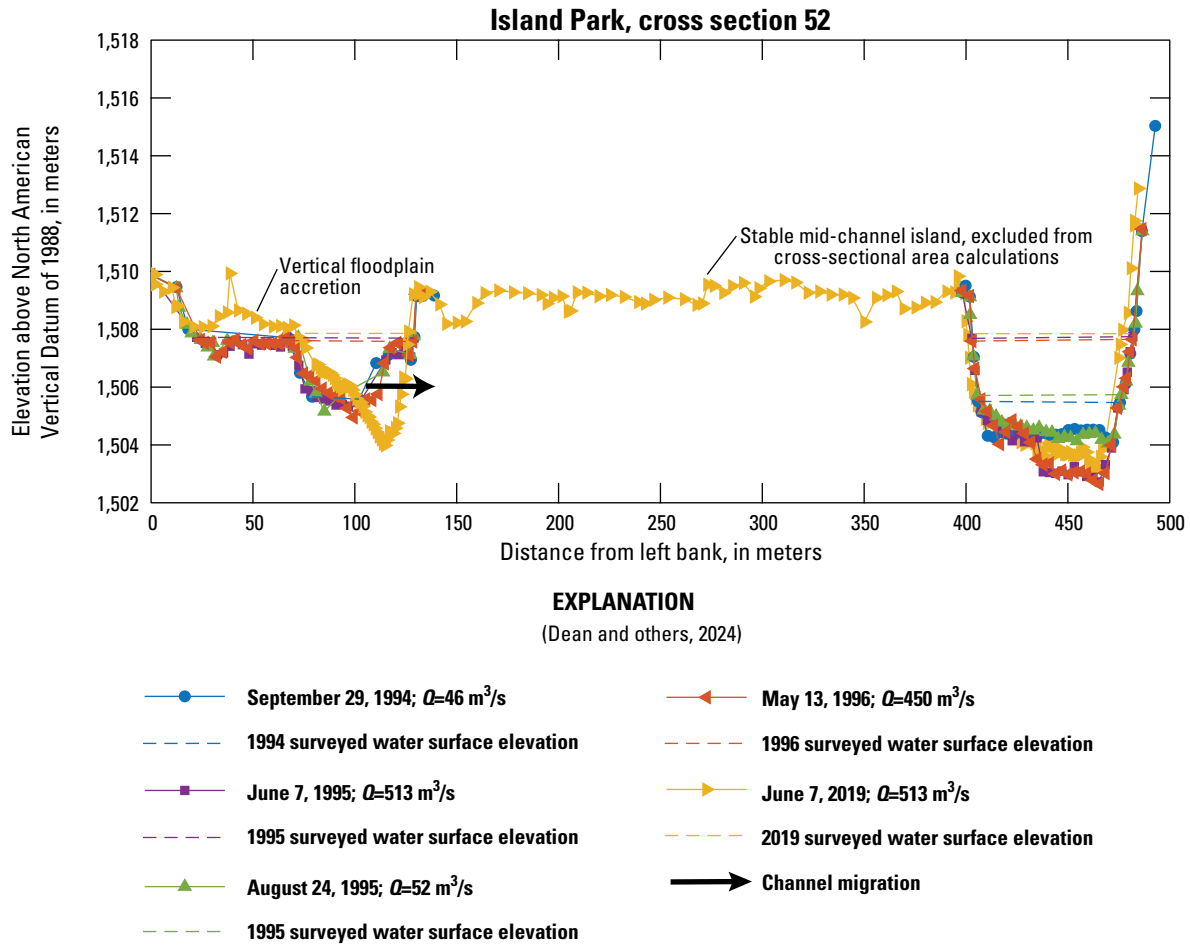 Island Park, cross section 52
Elevation above North American
Vertical Datum of 1988, in meters
1,518
1,516
1,514
1,512
1,510
1,508
1,506
1,504
1,502
Vertical floodplain
accretion
Stable mid-channel island, excluded from
cross-sectional area calculations
0
50
100
150
200
250
300
350
400
450
500
Distance from left bank, in meters
EXPLANATION
(Dean and others, 2024)
September 29, 1994; Q=46 m³/s
1994 surveyed water surface elevation
June 7, 1995; Q=513 m³/s
1995 surveyed water surface elevation
August 24, 1995; Q=52 m³/s
1995 surveyed water surface elevation
May 13, 1996; Q=450 m³/s
1996 surveyed water surface elevation
June 7, 2019; Q=513 m³/s
2019 surveyed water surface elevation
Channel migration